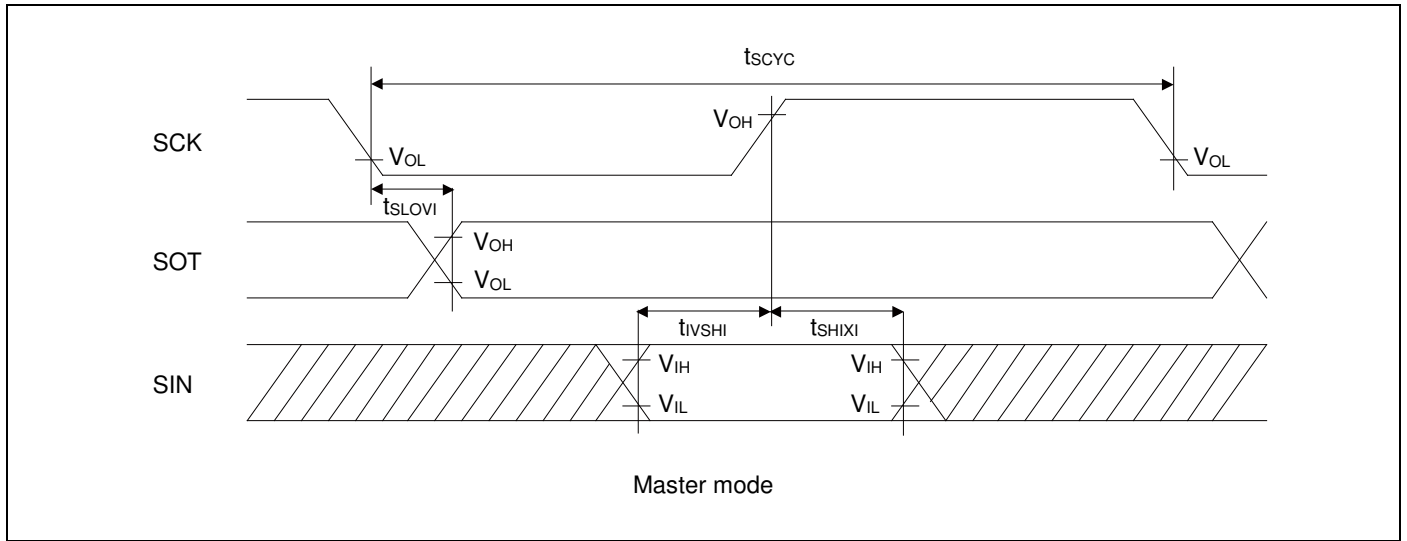 tSCYC
SCK
VOH
VOL
VOL
tSLOVI
SOT
VOH
VOL
tIVSHI
tSHIXI
SIN
VIH
VIH
VIL
VIL
Master mode